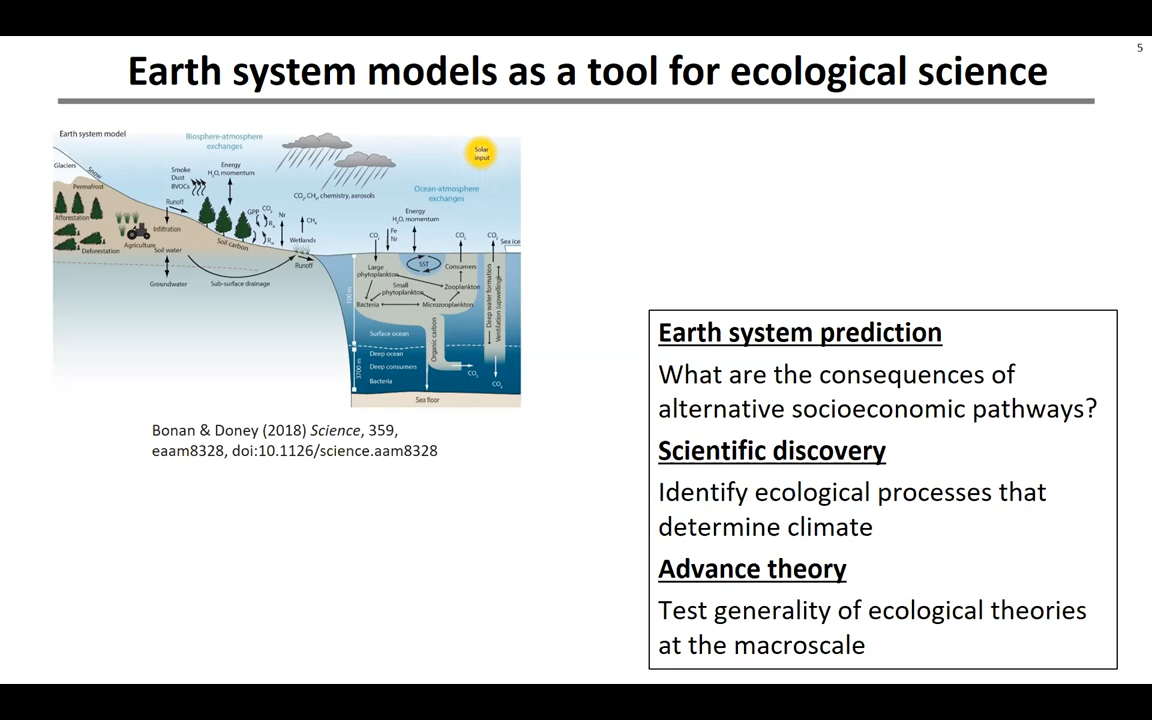 5
Earth system models as a tool for ecological science
Earth system model
Biosphere-atmosphere
exchanges
Solar
input
Glaciers
Snow
Permafrost
Smoke
Dust
BVOCs
Energy
H₂O, momentum
CO₂, CH₄, chemistry, aerosols
Ocean-atmosphere
exchanges
Runoff
Afforestation
GPP
CO₂
Nr
CH₄
Energy
H₂O, momentum
Infiltration
Deforestation
Agriculture
Soil water
Soil carbon
Wetlands
CO₂
Fe
Nr
CO₂
CO₂
Sea ice
Runoff
Groundwater
Sub-surface drainage
SST
Large
phytoplankton
Consumers
Small
phytoplankton
Zooplankton
Bacteria
Microzooplankton
Deep water formation
Ventilation (upwelling)
Organic carbon
Surface ocean
Deep ocean
Deep consumers
Bacteria
3700 m
CO₂
CO₂
Sea floor
Bonan & Doney (2018) Science, 359,
eaam8328, doi:10.1126/science.aam8328
Earth system prediction
What are the consequences of
alternative socioeconomic pathways?
Scientific discovery
Identify ecological processes that
determine climate
Advance theory
Test generality of ecological theories
at the macroscale